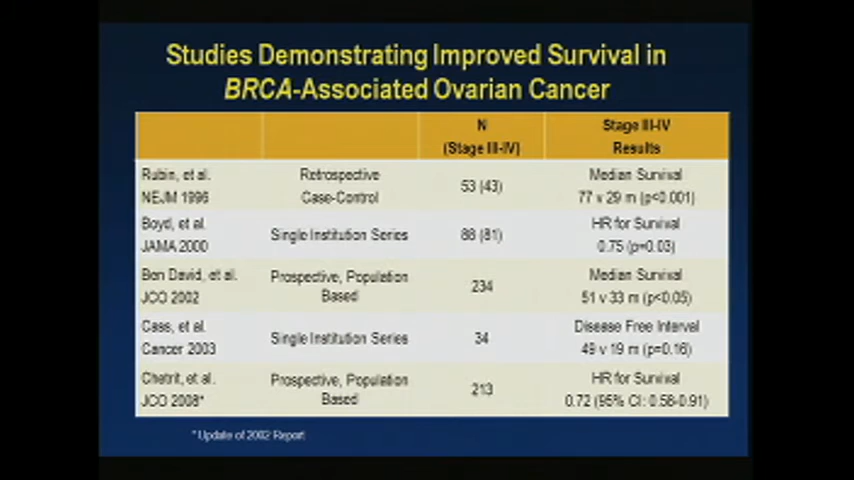 Studies Demonstrating Improved Survival in
BRCA-Associated Ovarian Cancer
N
(Stage III-IV)
Stage III-IV
Results
Rubin, et al.
NEJM 1996
Retrospective
Case-Control
53 (43)
Median Survival
77 v 29 m (p<0.001)
Boyd, et al.
JAMA 2000
Single Institution Series
88 (81)
HR for Survival
0.75 (p=0.03)
Ben David, et al.
JCO 2002
Prospective, Population
Based
234
Median Survival
51 v 33 m (p<0.05)
Cass, et al.
Cancer 2003
Single Institution Series
34
Disease Free Interval
49 v 19 m (p=0.16)
Chetrit, et al.
JCO 2008*
Prospective, Population
Based
213
HR for Survival
0.72 (95% CI: 0.58-0.91)
* Update of 2002 Report